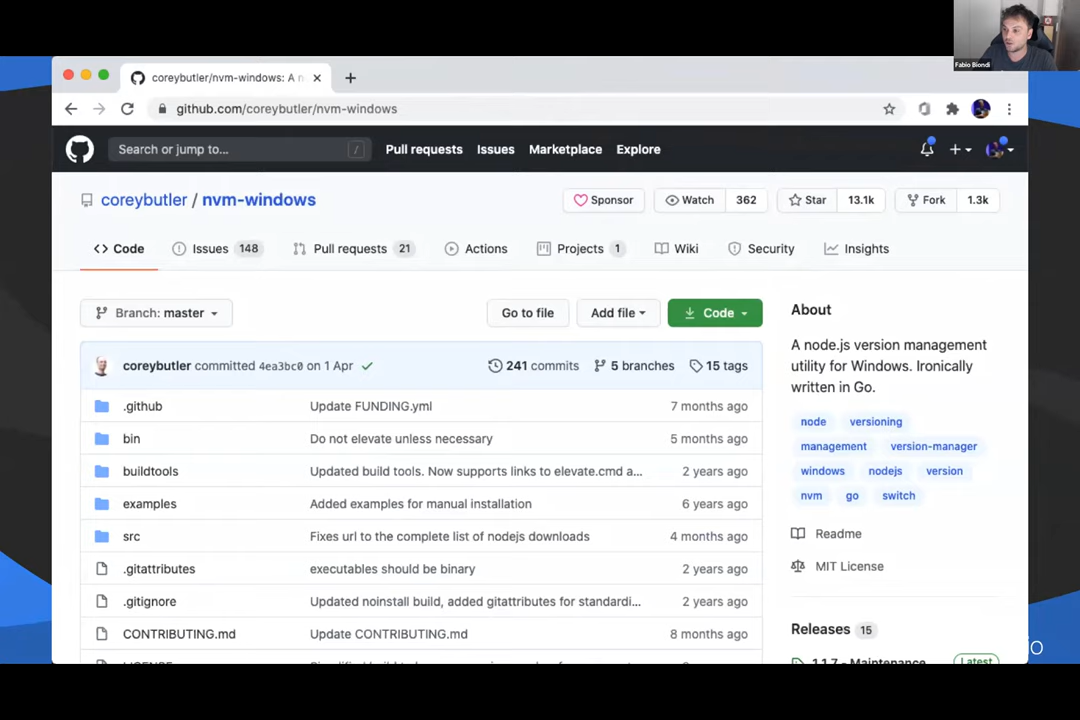 Fabio Biondi
coreybutler/nvm-windows: A n
github.com/coreybutler/nvm-windows
Search or jump to... /
Pull requests Issues Marketplace Explore
coreybutler / nvm-windows
Sponsor Watch 362 Star 13.1k Fork 1.3k
Code Issues 148 Pull requests 21 Actions Projects 1 Wiki Security Insights
Branch: master Go to file Add file Code
coreybutler committed 4ea3bc0 on 1 Apr 241 commits 5 branches 15 tags
.github Update FUNDING.yml 7 months ago
bin Do not elevate unless necessary 5 months ago
buildtools Updated build tools. Now supports links to elevate.cmd a... 2 years ago
examples Added examples for manual installation 6 years ago
src Fixes url to the complete list of nodejs downloads 4 months ago
.gitattributes executables should be binary 2 years ago
.gitignore Updated noinstall build, added gitattributes for standardi... 2 years ago
CONTRIBUTING.md Update CONTRIBUTING.md 8 months ago
LICENSE
About
A node.js version management
utility for Windows. Ironically
written in Go.
node versioning
management version-manager
windows nodejs version
nvm go switch
Readme
MIT License
Releases 15
1.1.7 - Maintenance Latest